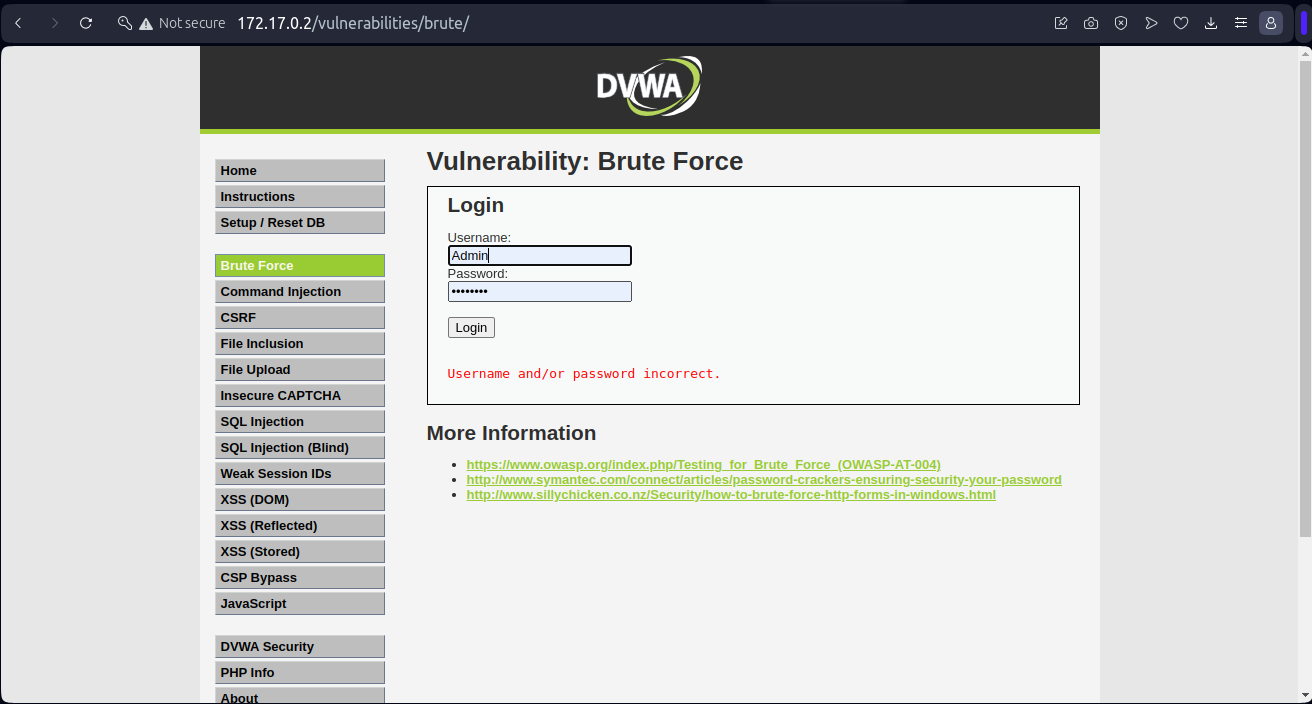 Not secure 172.17.0.2/vulnerabilities/brute/
DVWA
Home
Instructions
Setup / Reset DB
Brute Force
Command Injection
CSRF
File Inclusion
File Upload
Insecure CAPTCHA
SQL Injection
SQL Injection (Blind)
Weak Session IDs
XSS (DOM)
XSS (Reflected)
XSS (Stored)
CSP Bypass
JavaScript
DVWA Security
PHP Info
About
Vulnerability: Brute Force
Login
Username:
Admin
Password:
••••••••
Login
Username and/or password incorrect.
More Information
https://www.owasp.org/index.php/Testing_for_Brute_Force_(OWASP-AT-004)
http://www.symantec.com/connect/articles/password-crackers-ensuring-security-your-password
http://www.sillychicken.co.nz/Security/how-to-brute-force-http-forms-in-windows.html